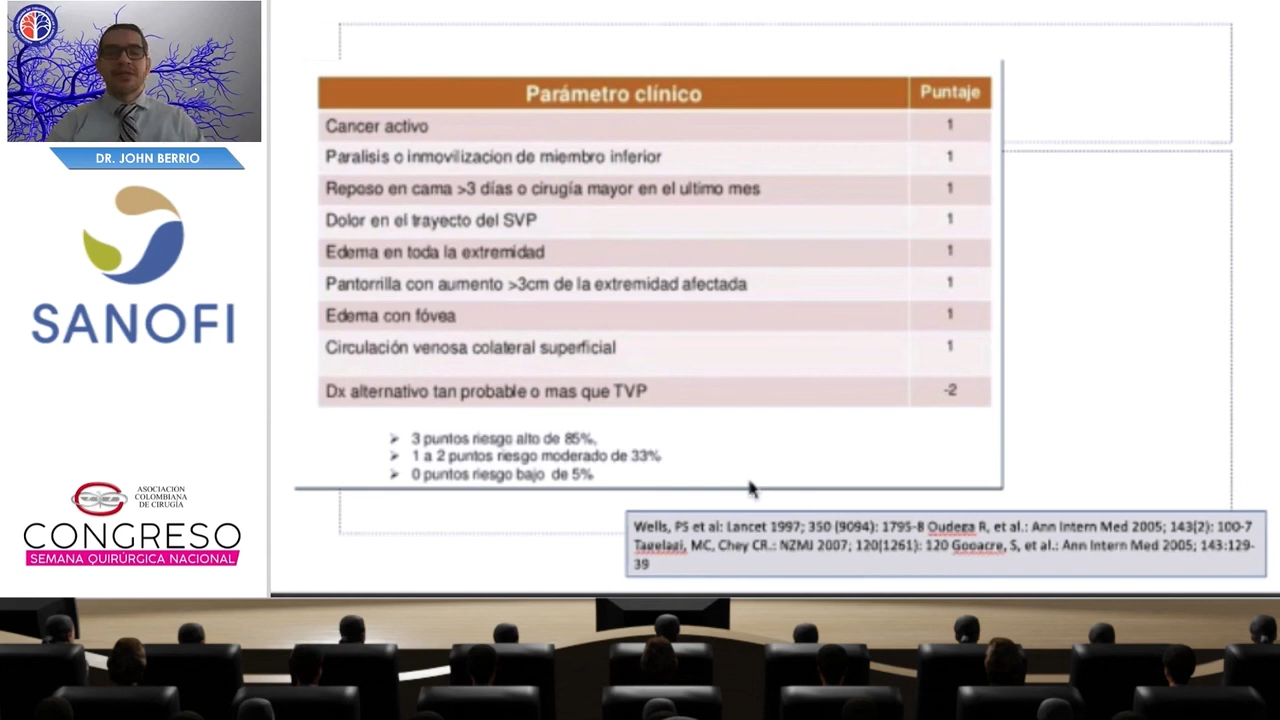 DR. JOHN BERRIO
SANOFI
ASOCIACIÓN
COLOMBIANA
DE CIRUGÍA
CONGRESO
SEMANA QUIRÚRGICA NACIONAL
Parámetro clínico Puntaje
Cancer activo 1
Paralisis o inmovilizacion de miembro inferior 1
Reposo en cama >3 días o cirugía mayor en el ultimo mes 1
Dolor en el trayecto del SVP 1
Edema en toda la extremidad 1
Pantorrilla con aumento >3cm de la extremidad afectada 1
Edema con fóvea 1
Circulación venosa colateral superficial 1
Dx alternativo tan probable o mas que TVP -2
➢ 3 puntos riesgo alto de 85%,
➢ 1 a 2 puntos riesgo moderado de 33%
➢ 0 puntos riesgo bajo de 5%
Wells, PS et al: Lancet 1997; 350 (9094): 1795-8 Oudega R, et al.: Ann Intern Med 2005; 143(2): 100-7
MC, Chey CR.: NZMJ 2007; 120(1261): 120 Gooacre, S, et al.: Ann Intern Med 2005; 143:129-
39